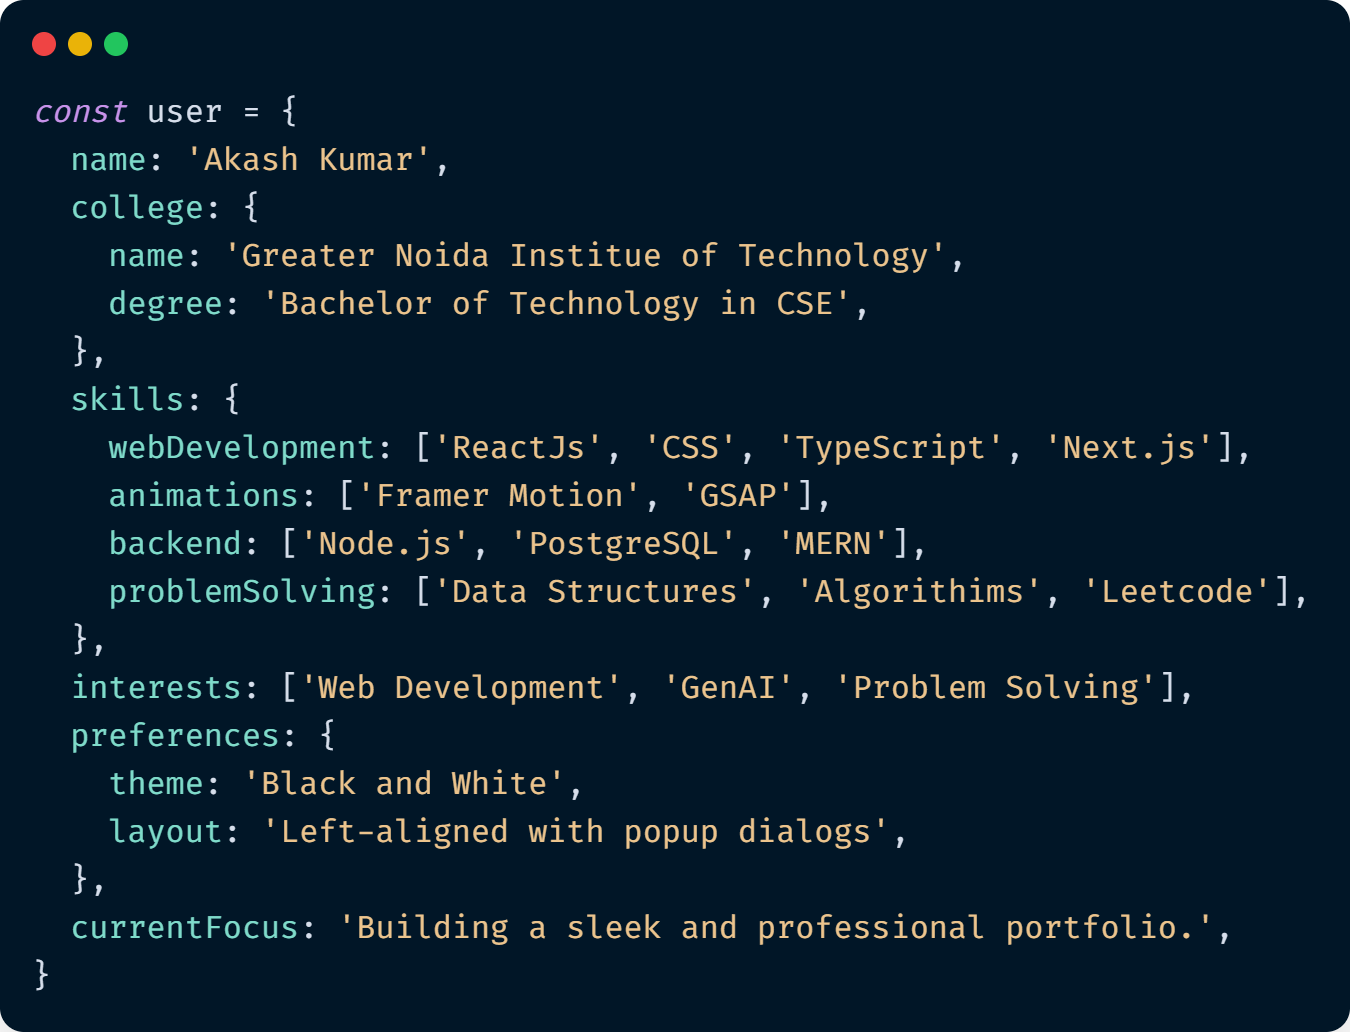 const user = {
  name: 'Akash Kumar',
  college: {
    name: 'Greater Noida Institue of Technology',
    degree: 'Bachelor of Technology in CSE',
  },
  skills: {
    webDevelopment: ['ReactJs', 'CSS', 'TypeScript', 'Next.js'],
    animations: ['Framer Motion', 'GSAP'],
    backend: ['Node.js', 'PostgreSQL', 'MERN'],
    problemSolving: ['Data Structures', 'Algorithims', 'Leetcode'],
  },
  interests: ['Web Development', 'GenAI', 'Problem Solving'],
  preferences: {
    theme: 'Black and White',
    layout: 'Left-aligned with popup dialogs',
  },
  currentFocus: 'Building a sleek and professional portfolio.',
}